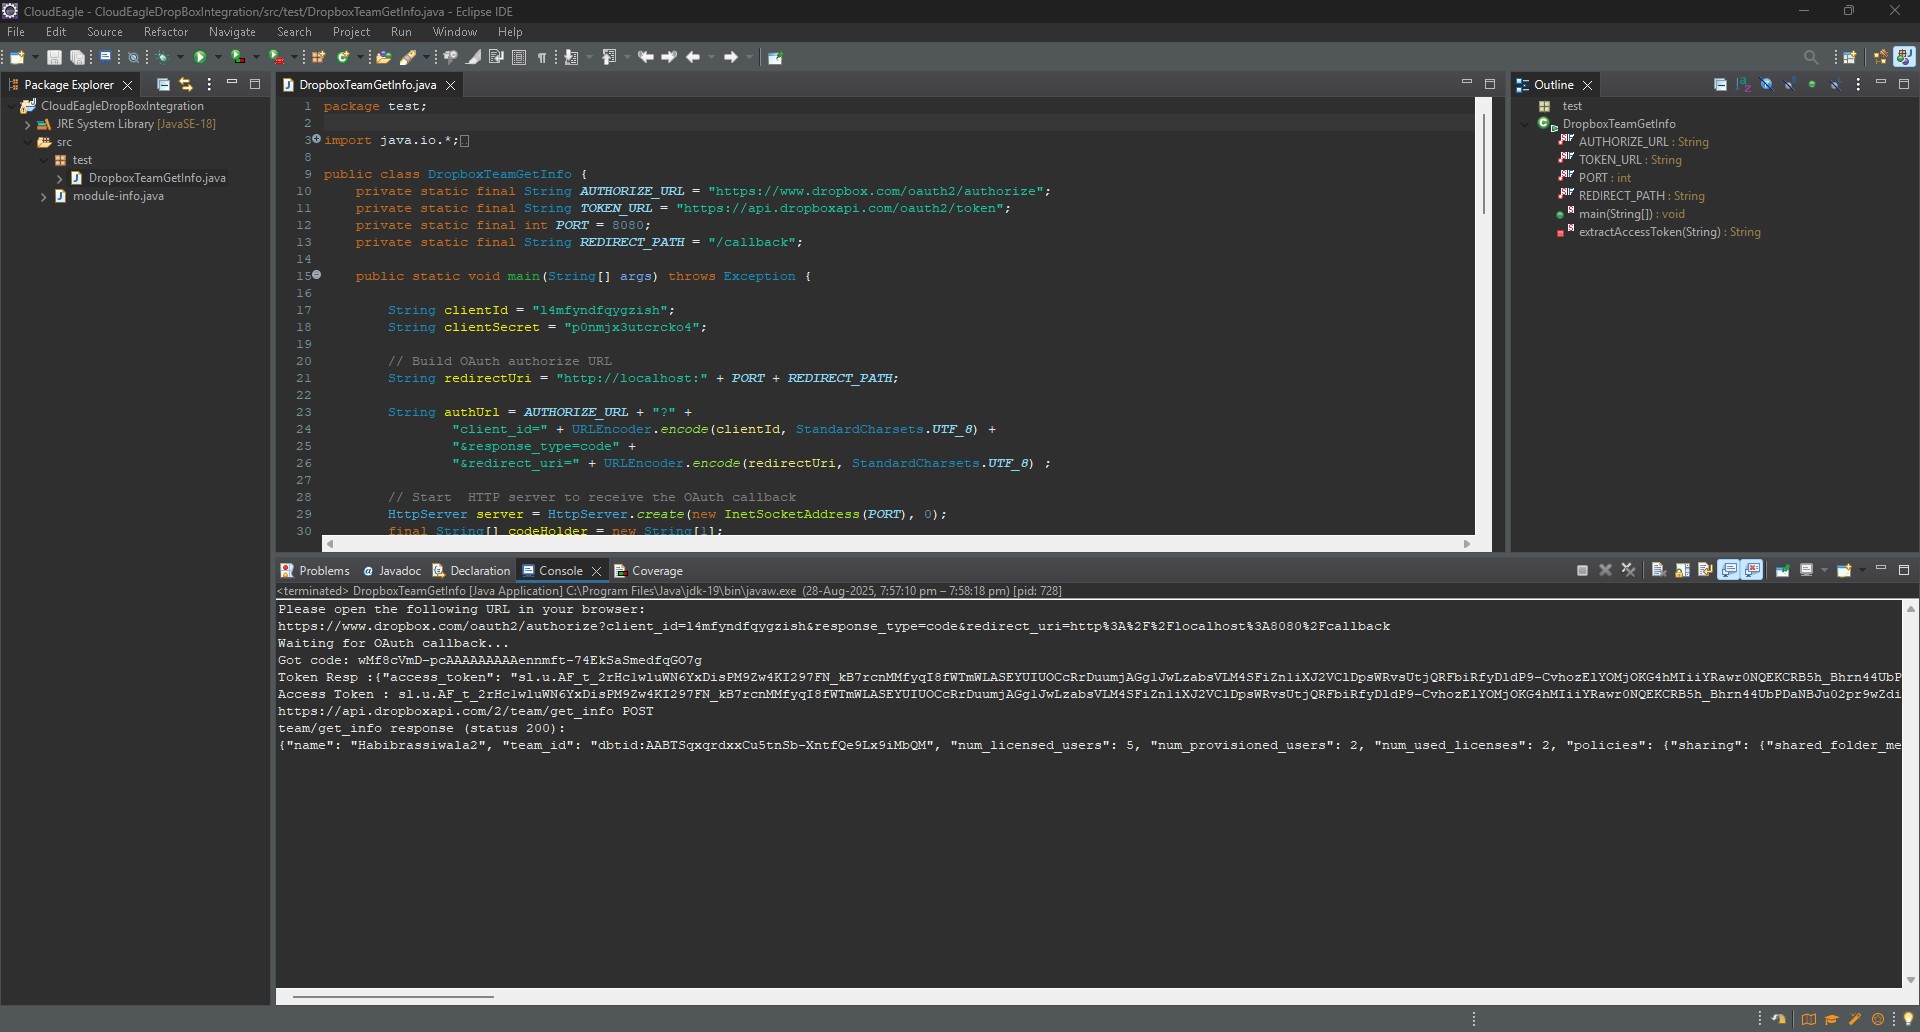 CloudEagle - CloudEagleDropBoxIntegration/src/test/DropboxTeamGetInfo.java - Eclipse IDE
File Edit Source Refactor Navigate Search Project Run Window Help
Package Explorer
CloudEagleDropBoxIntegration
JRE System Library [JavaSE-18]
src
test
DropboxTeamGetInfo.java
module-info.java
DropboxTeamGetInfo.java
1 package test;
2
3 import java.io.*;
8
9 public class DropboxTeamGetInfo {
10 private static final String AUTHORIZE_URL = "https://www.dropbox.com/oauth2/authorize";
11 private static final String TOKEN_URL = "https://api.dropboxapi.com/oauth2/token";
12 private static final int PORT = 8080;
13 private static final String REDIRECT_PATH = "/callback";
14
15 public static void main(String[] args) throws Exception {
16
17 String clientId = "l4mfyndfqygzish";
18 String clientSecret = "p0nmjx3utcrcko4";
19
20 // Build OAuth authorize URL
21 String redirectUri = "http://localhost:" + PORT + REDIRECT_PATH;
22
23 String authUrl = AUTHORIZE_URL + "?" +
24 "client_id=" + URLEncoder.encode(clientId, StandardCharsets.UTF_8) +
25 "&response_type=code" +
26 "&redirect_uri=" + URLEncoder.encode(redirectUri, StandardCharsets.UTF_8) ;
27
28 // Start  HTTP server to receive the OAuth callback
29 HttpServer server = HttpServer.create(new InetSocketAddress(PORT), 0);
30 final String[] codeHolder = new String[1];
Outline
test
DropboxTeamGetInfo
AUTHORIZE_URL : String
TOKEN_URL : String
PORT : int
REDIRECT_PATH : String
main(String[]) : void
extractAccessToken(String) : String
Problems Javadoc Declaration Console Coverage
<terminated> DropboxTeamGetInfo [Java Application] C:\Program Files\Java\jdk-19\bin\javaw.exe (28-Aug-2025, 7:57:10 pm – 7:58:18 pm) [pid: 728]
Please open the following URL in your browser:
https://www.dropbox.com/oauth2/authorize?client_id=l4mfyndfqygzish&response_type=code&redirect_uri=http%3A%2F%2Flocalhost%3A8080%2Fcallback
Waiting for OAuth callback...
Got code: wMf8cVmD-pcAAAAAAAAAennmft-74EkSaSmedfqGO7g
Token Resp :{"access_token": "sl.u.AF_t_2rHclwluWN6YxDisPM9Zw4KI297FN_kB7rcnMMfyqI8fWTmWLASEYUIUOCcRrDuumjAGg1JwLzabsVLM4SFiZnliXJ2VClDpsWRvsUtjQRFbiRfyDldP9-CvhozElYOMjOKG4hMIiiYRawr0NQEKCRB5h_Bhrn44UbP
Access Token : sl.u.AF_t_2rHclwluWN6YxDisPM9Zw4KI297FN_kB7rcnMMfyqI8fWTmWLASEYUIUOCcRrDuumjAGg1JwLzabsVLM4SFiZnliXJ2VClDpsWRvsUtjQRFbiRfyDldP9-CvhozElYOMjOKG4hMIiiYRawr0NQEKCRB5h_Bhrn44UbPDaNBJu02pr9wZdi
https://api.dropboxapi.com/2/team/get_info POST
team/get_info response (status 200):
{"name": "Habibrassiwala2", "team_id": "dbtid:AABTSqxqrdxxCu5tnSb-XntfQe9Lx9iMbQM", "num_licensed_users": 5, "num_provisioned_users": 2, "num_used_licenses": 2, "policies": {"sharing": {"shared_folder_me